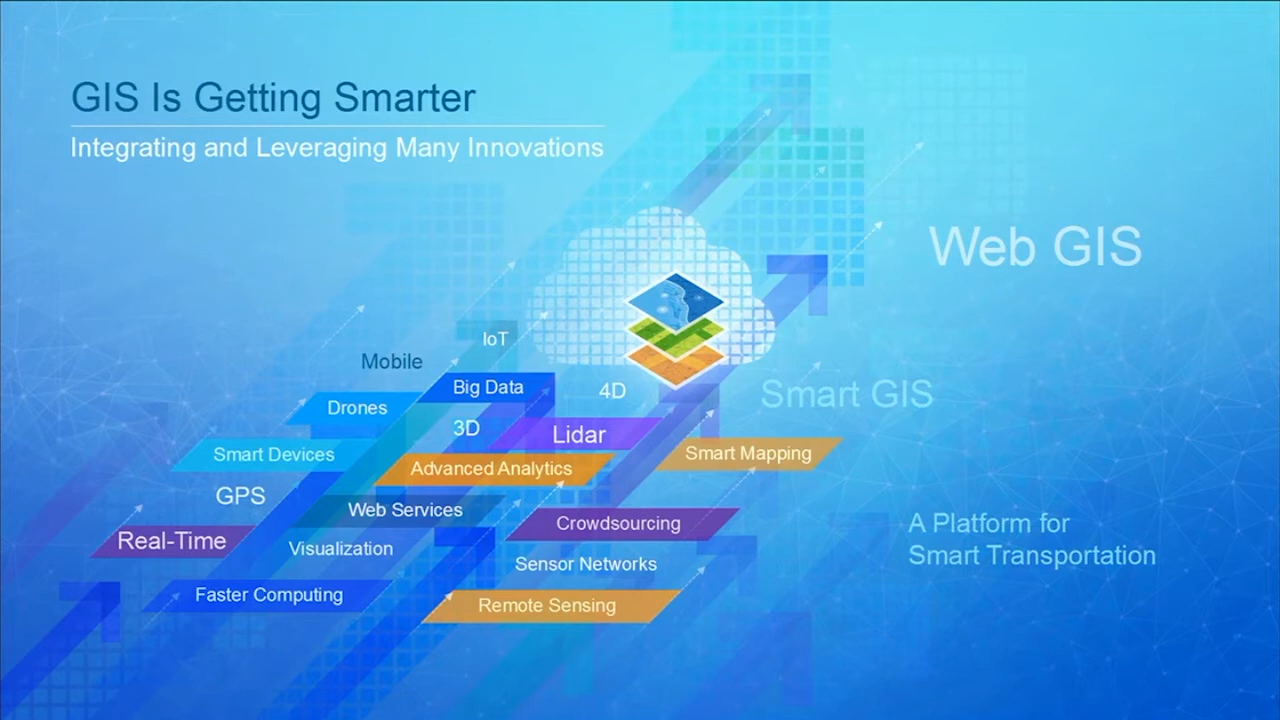 GIS Is Getting Smarter
Integrating and Leveraging Many Innovations
Web GIS
IoT
Mobile
Big Data
4D
Smart GIS
Drones
3D
Lidar
Smart Devices
Advanced Analytics
Smart Mapping
GPS
Web Services
Crowdsourcing
A Platform for
Smart Transportation
Real-Time
Visualization
Sensor Networks
Faster Computing
Remote Sensing